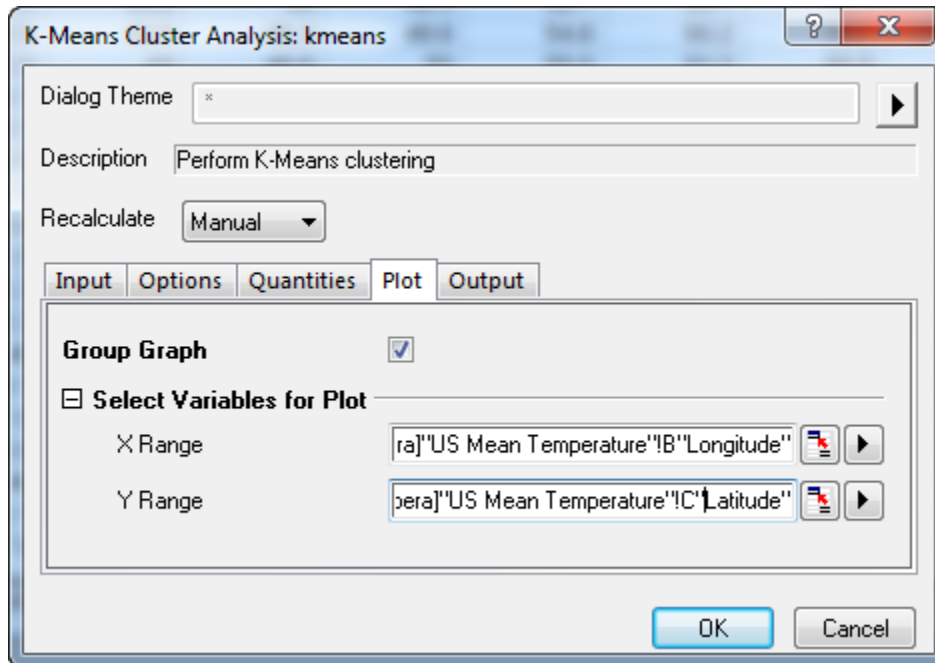 K-Means Cluster Analysis: kmeans
Dialog Theme *
Description Perform K-Means clustering
Recalculate Manual
Input Options Quantities Plot Output
Group Graph
Select Variables for Plot
X Range ra]"US Mean Temperature"!B"Longitude"
Y Range pera]"US Mean Temperature"!C"Latitude"
OK Cancel